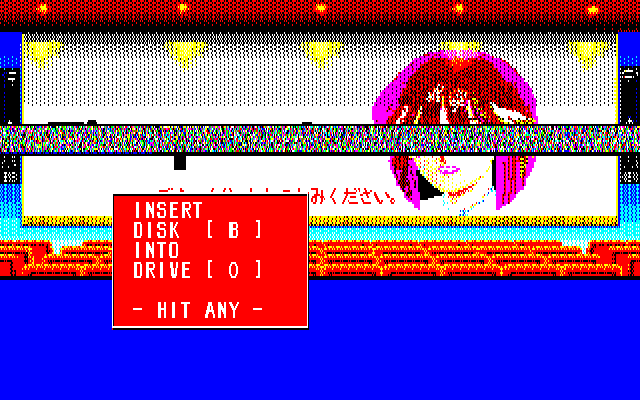 みください。
INSERT
DISK [ B ]
INTO
DRIVE [ 0 ]
- HIT ANY -